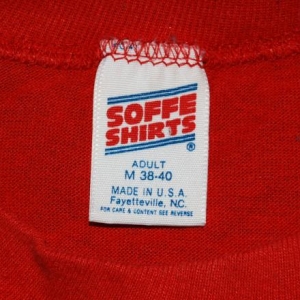 SOFFE
SHIRTS®
ADULT
M 38-40
MADE IN U.S.A.
Fayetteville, NC.
FOR CARE & CONTENT SEE REVERSE